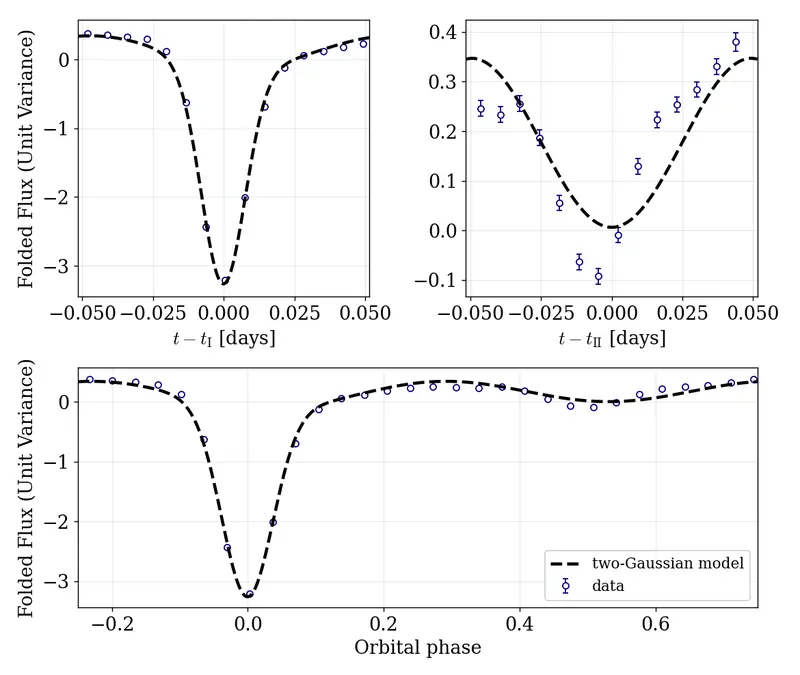 Folded Flux (Unit Variance)
0
−1
−2
−3
−0.050 −0.025 0.000 0.025 0.050
t − t_I [days]
0.4
0.3
0.2
0.1
0.0
−0.1
−0.050 −0.025 0.000 0.025 0.050
t − t_II [days]
Folded Flux (Unit Variance)
0
−1
−2
−3
−0.2 0.0 0.2 0.4 0.6
Orbital phase
two-Gaussian model
data